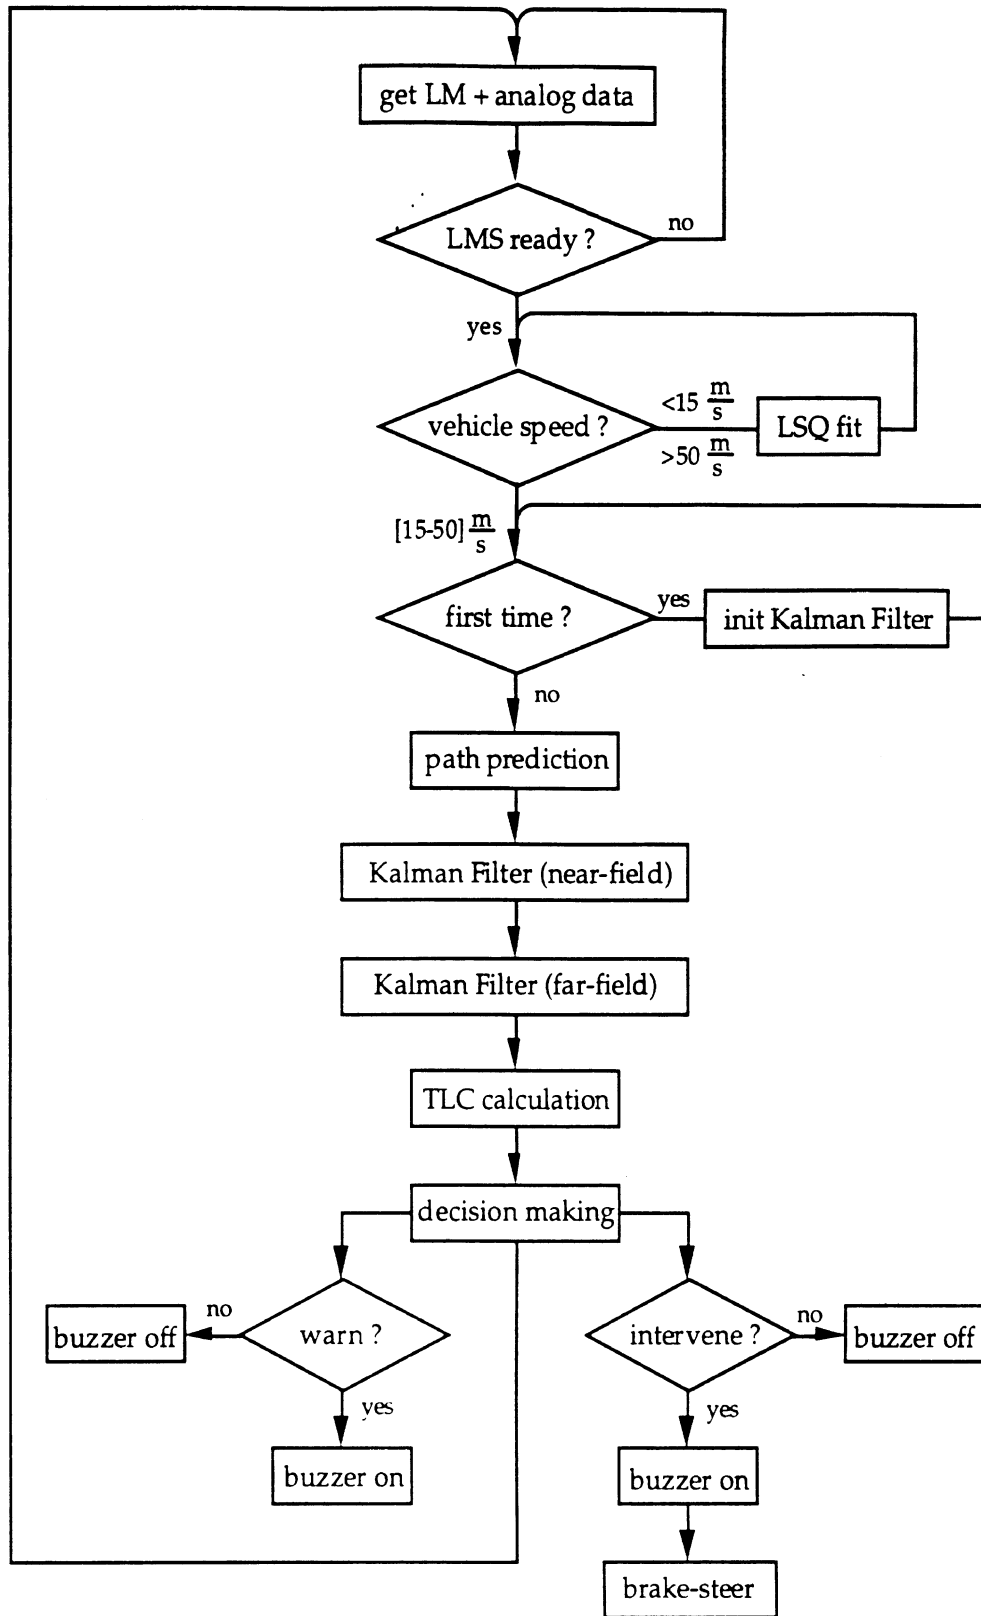 get LM + analog data
LMS ready ?
no
yes
vehicle speed ?
<15 m/s
>50 m/s
LSQ fit
[15-50] m/s
first time ?
yes
init Kalman Filter
no
path prediction
Kalman Filter (near-field)
Kalman Filter (far-field)
TLC calculation
decision making
buzzer off
no
warn ?
intervene ?
no
buzzer off
yes
yes
buzzer on
buzzer on
brake-steer